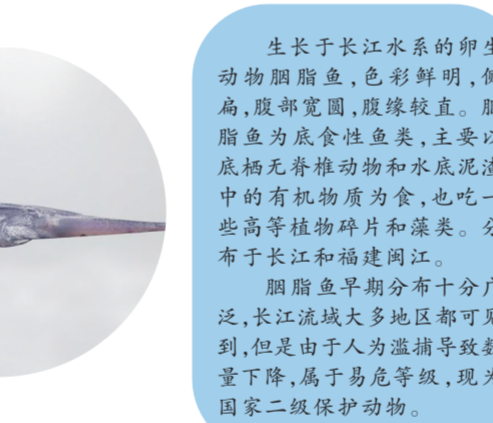 生长于长江水系的卵生
动物胭脂鱼,色彩鲜明,侧
扁,腹部宽圆,腹缘较直。胭
脂鱼为底食性鱼类,主要以
底栖无脊椎动物和水底泥渣
中的有机物质为食,也吃一
些高等植物碎片和藻类。分
布于长江和福建闽江。
胭脂鱼早期分布十分广
泛,长江流域大多地区都可见
到,但是由于人为滥捕导致数
量下降,属于易危等级,现为
国家二级保护动物。